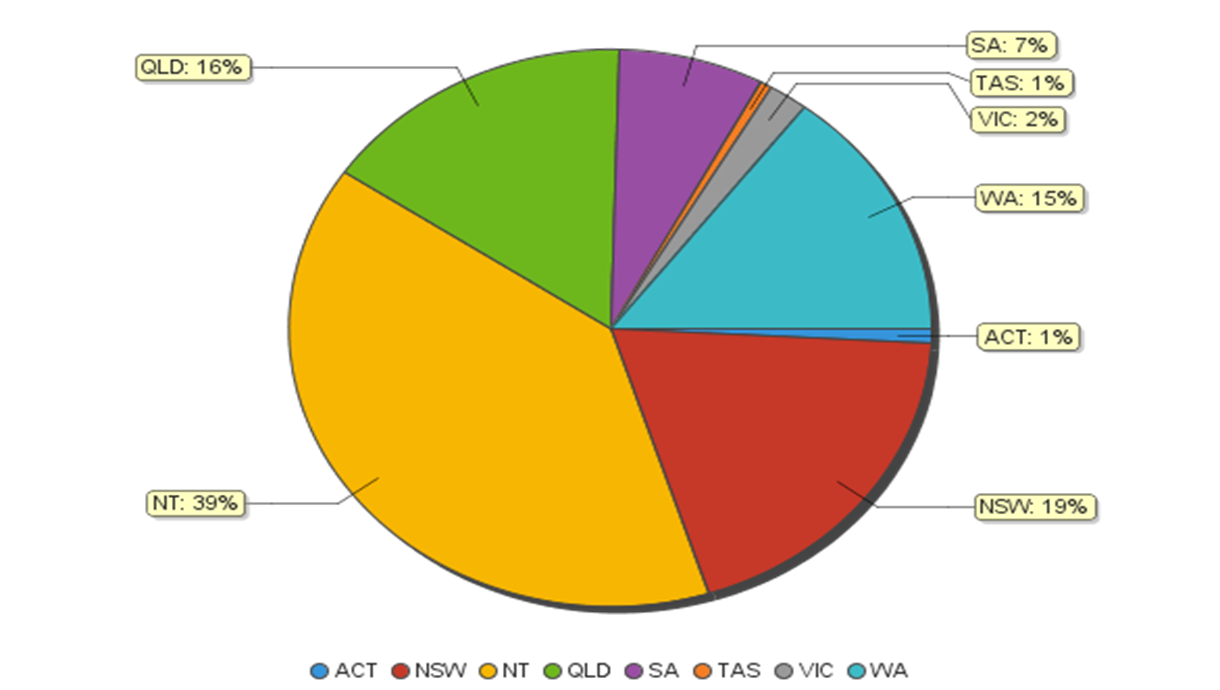 SA: 7%
QLD: 16%
TAS: 1%
VIC: 2%
WA: 15%
ACT: 1%
NT: 39%
NSW: 19%
ACT NSW NT QLD SA TAS VIC WA